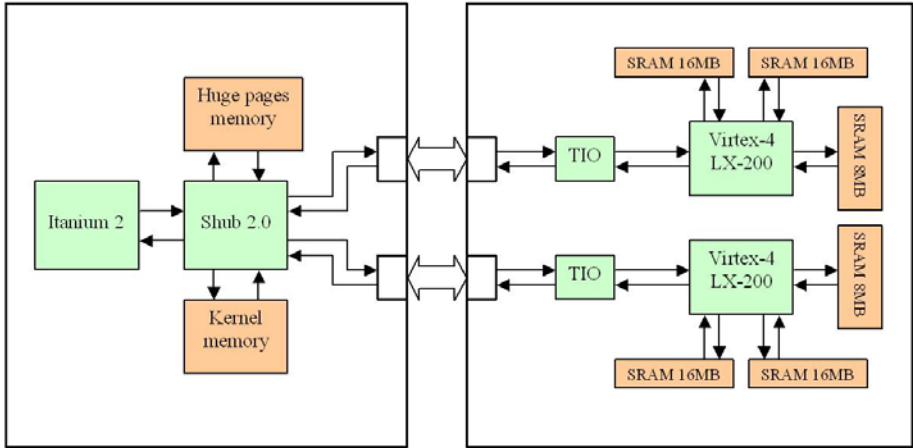 SRAM 16MB
SRAM 16MB
Huge pages
memory
SRAM 8MB
TIO
Virtex-4
LX-200
Itanium 2
Shub 2.0
SRAM 8MB
TIO
Virtex-4
LX-200
Kernel
memory
SRAM 16MB
SRAM 16MB